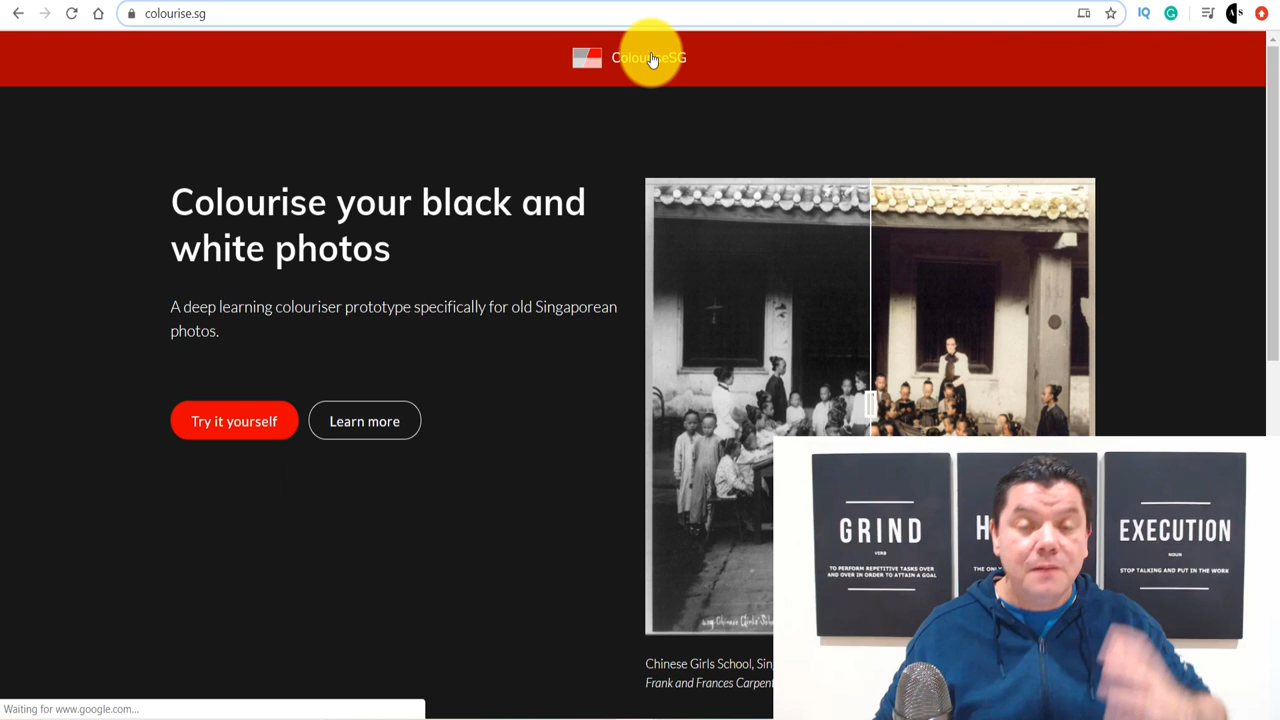 colourise.sg
ColouriseSG
Colourise your black and
white photos
A deep learning colouriser prototype specifically for old Singaporean
photos.
Try it yourself
Learn more
Chinese Girls School, Sin
Frank and Frances Carpent
GRIND
VERB
TO PERFORM REPETITIVE TASKS OVER
AND OVER IN ORDER TO ATTAIN A GOAL
H
THE ONL
EXECUTION
NOUN
STOP TALKING AND PUT IN THE WORK
Waiting for www.google.com...